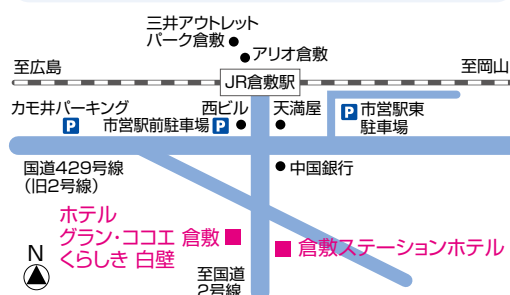 三井アウトレット
パーク倉敷
アリオ倉敷
至広島
至岡山
JR倉敷駅
カモ井パーキング
P
西ビル
市営駅前駐車場 P
天満屋
P 市営駅東
駐車場
国道429号線
(旧2号線)
中国銀行
ホテル
グラン・ココエ 倉敷
くらしき 白壁
倉敷ステーションホテル
N
至国道
2号線